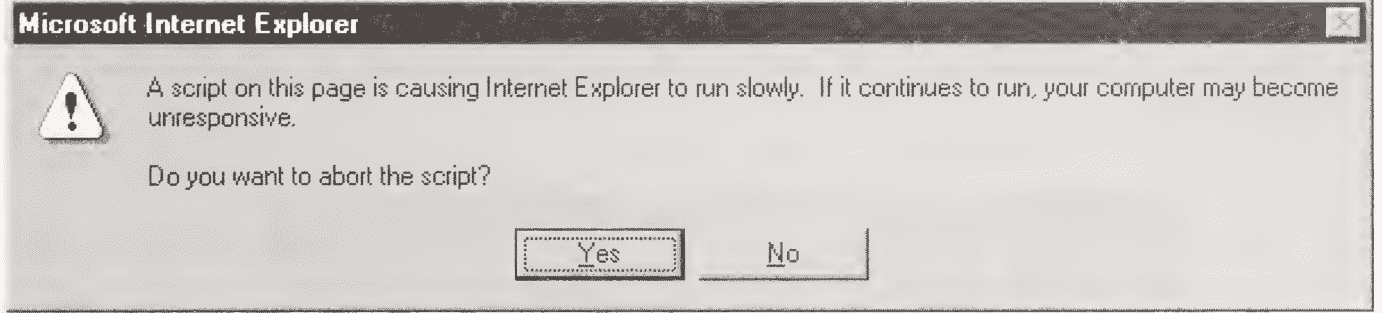 Microsoft Internet Explorer
A script on this page is causing Internet Explorer to run slowly.  If it continues to run, your computer may become
unresponsive.
Do you want to abort the script?
Yes No